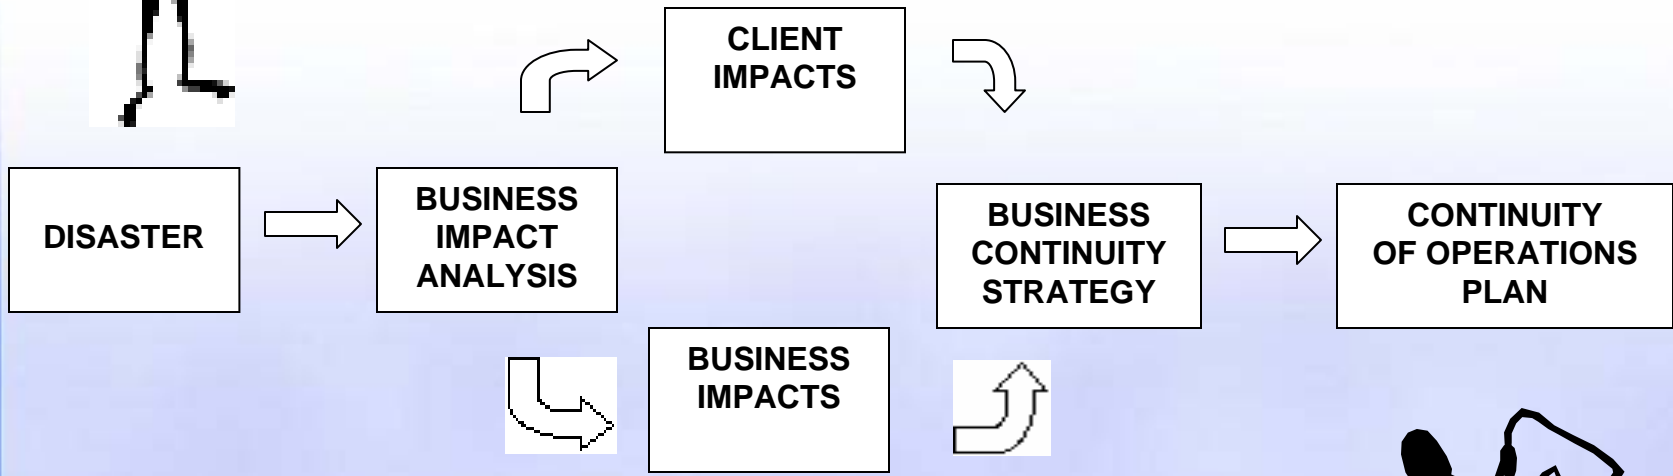 DISASTER
BUSINESS
IMPACT
ANALYSIS
CLIENT
IMPACTS
BUSINESS
IMPACTS
BUSINESS
CONTINUITY
STRATEGY
CONTINUITY
OF OPERATIONS
PLAN